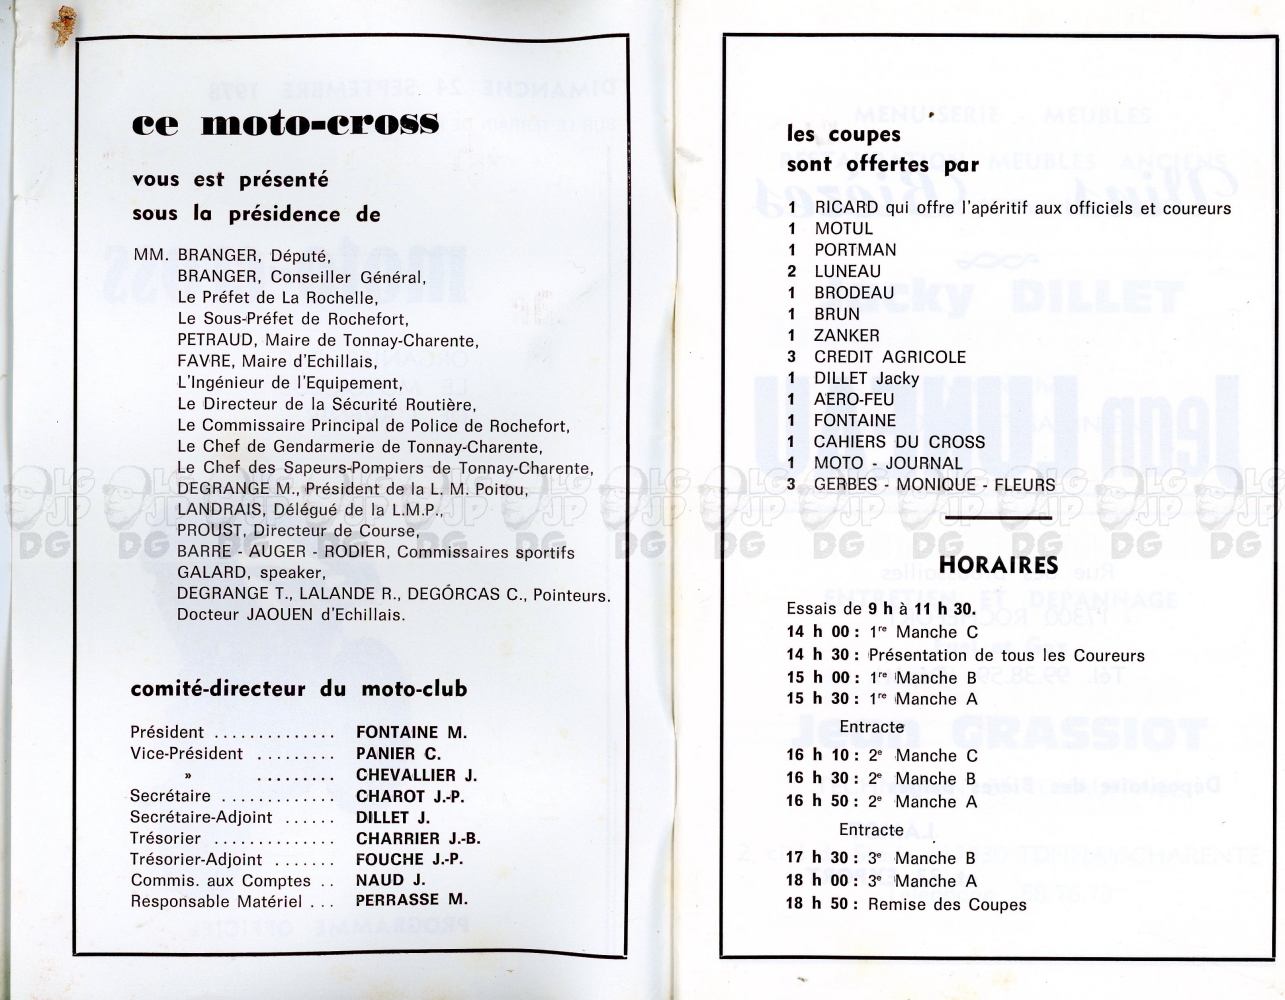 ce moto-cross
vous est présenté
sous la présidence de
MM. BRANGER, Député,
BRANGER, Conseiller Général,
Le Préfet de La Rochelle,
Le Sous-Préfet de Rochefort,
PETRAUD, Maire de Tonnay-Charente,
FAVRE, Maire d'Echillais,
L'Ingénieur de l'Equipement,
Le Directeur de la Sécurité Routière,
Le Commissaire Principal de Police de Rochefort,
Le Chef de Gendarmerie de Tonnay-Charente,
Le Chef des Sapeurs-Pompiers de Tonnay-Charente,
DEGRANGE M., Président de la L. M. Poitou,
LANDRAIS, Délégué de la L.M.P.,
PROUST, Directeur de Course,
BARRE - AUGER - RODIER, Commissaires sportifs
GALARD, speaker,
DEGRANGE T., LALANDE R., DEGORCAS C., Pointeurs.
Docteur JAOUEN d'Echillais.
comité-directeur du moto-club
Président .............. FONTAINE M.
Vice-Président ......... PANIER C.
» ......... CHEVALLIER J.
Secrétaire ............. CHAROT J.-P.
Secrétaire-Adjoint ...... DILLET J.
Trésorier .............. CHARRIER J.-B.
Trésorier-Adjoint ....... FOUCHE J.-P.
Commis. aux Comptes .. NAUD J.
Responsable Matériel ... PERRASSE M.
les coupes
sont offertes par
1 RICARD qui offre l'apéritif aux officiels et coureurs
1 MOTUL
1 PORTMAN
2 LUNEAU
1 BRODEAU
1 BRUN
1 ZANKER
3 CREDIT AGRICOLE
1 DILLET Jacky
1 AERO-FEU
1 FONTAINE
1 CAHIERS DU CROSS
1 MOTO - JOURNAL
3 GERBES - MONIQUE - FLEURS
HORAIRES
Essais de 9 h à 11 h 30.
14 h 00 : 1re Manche C
14 h 30 : Présentation de tous les Coureurs
15 h 00 : 1re Manche B
15 h 30 : 1re Manche A
Entracte
16 h 10 : 2e Manche C
16 h 30 : 2e Manche B
16 h 50 : 2e Manche A
Entracte
17 h 30 : 3e Manche B
18 h 00 : 3e Manche A
18 h 50 : Remise des Coupes